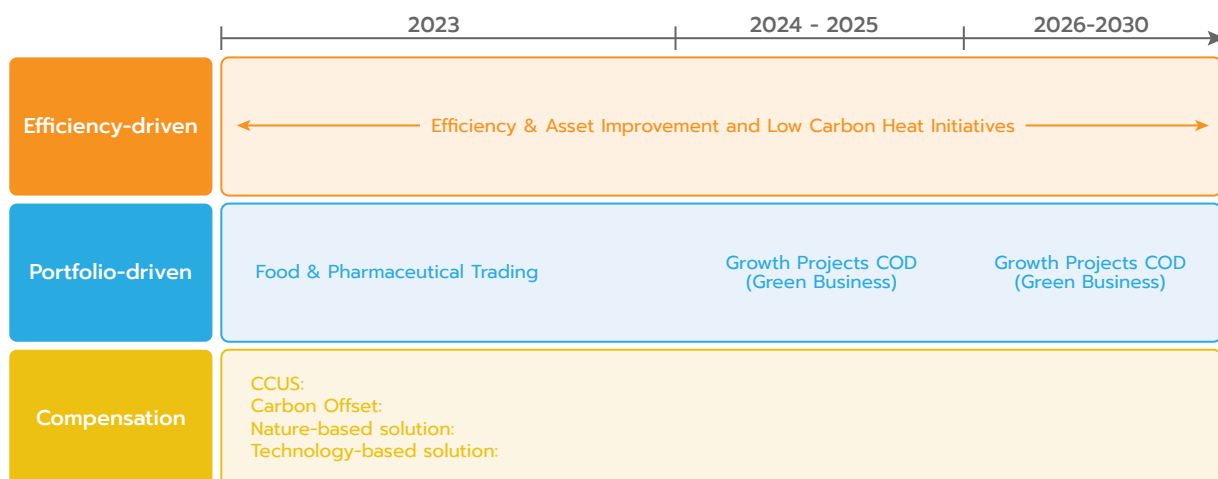 2023
2024 - 2025
2026-2030
Efficiency-driven
Efficiency & Asset Improvement and Low Carbon Heat Initiatives
Portfolio-driven
Food & Pharmaceutical Trading
Growth Projects COD
(Green Business)
Growth Projects COD
(Green Business)
Compensation
CCUS:
Carbon Offset:
Nature-based solution:
Technology-based solution: